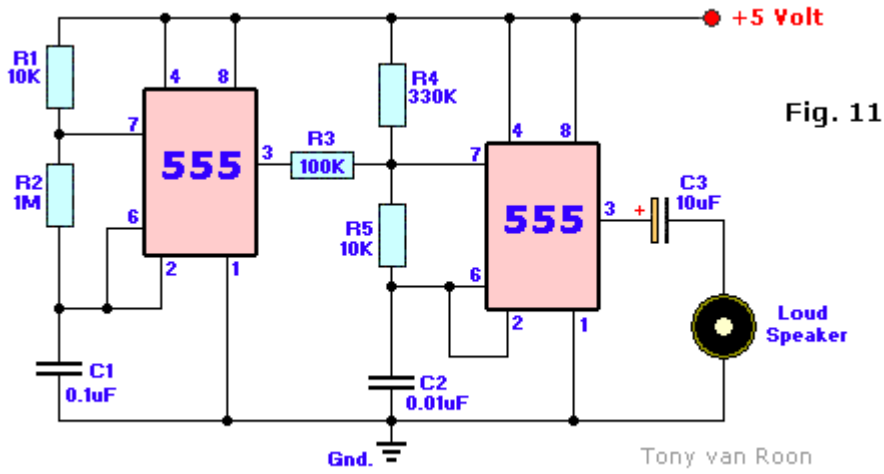 +5 Volt
R1
10K
4
8
R4
330K
Fig. 11
7
555
3
R3
100K
7
4
8
555
3
+
C3
10uF
R2
1M
6
2
1
R5
10K
6
2
1
Loud
Speaker
C1
0.1uF
C2
0.01uF
Gnd.
Tony van Roon